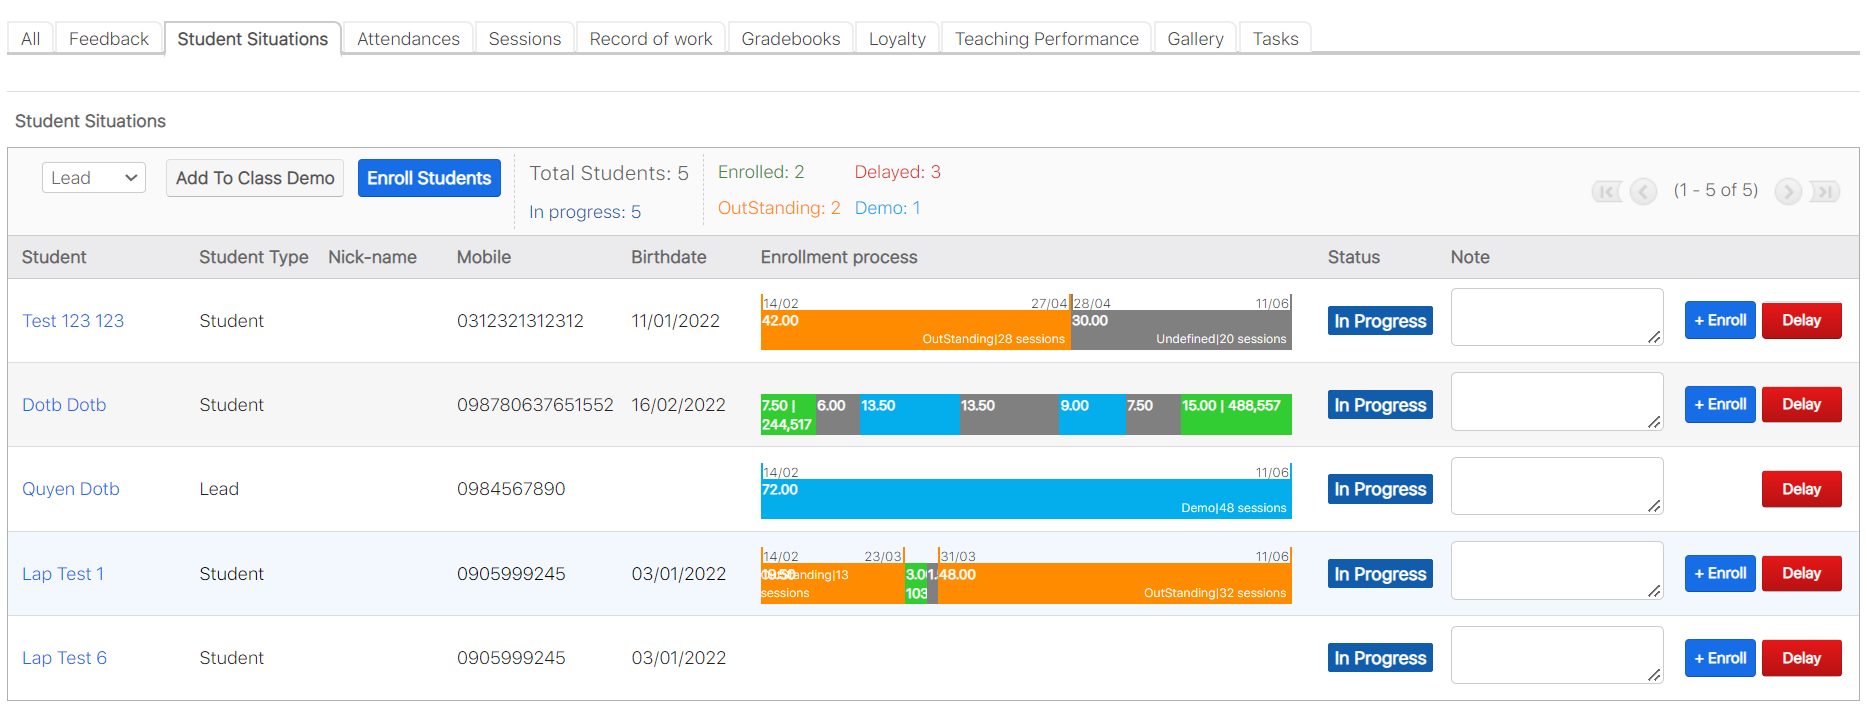 All Feedback Student Situations Attendances Sessions Record of work Gradebooks Loyalty Teaching Performance Gallery Tasks
Student Situations
Lead Add To Class Demo Enroll Students Total Students: 5 Enrolled: 2 Delayed: 3 (1 - 5 of 5)
In progress: 5 OutStanding: 2 Demo: 1
Student Student Type Nick-name Mobile Birthdate Enrollment process Status Note
14/02 27/04 28/04 11/06
Test 123 123 Student 0312321312312 11/01/2022 42.00 30.00 In Progress + Enroll Delay
OutStanding|28 sessions Undefined|20 sessions
Dotb Dotb Student 098780637651552 16/02/2022 7.50 | 6.00 13.50 13.50 9.00 7.50 15.00 | 488,557 In Progress + Enroll Delay
244,517
14/02 11/06
Quyen Dotb Lead 0984567890 72.00 In Progress Delay
Demo|48 sessions
14/02 23/03 31/03 11/06
Lap Test 1 Student 0905999245 03/01/2022 48.00 In Progress + Enroll Delay
sessions 103 OutStanding|32 sessions
Lap Test 6 Student 0905999245 03/01/2022 In Progress + Enroll Delay